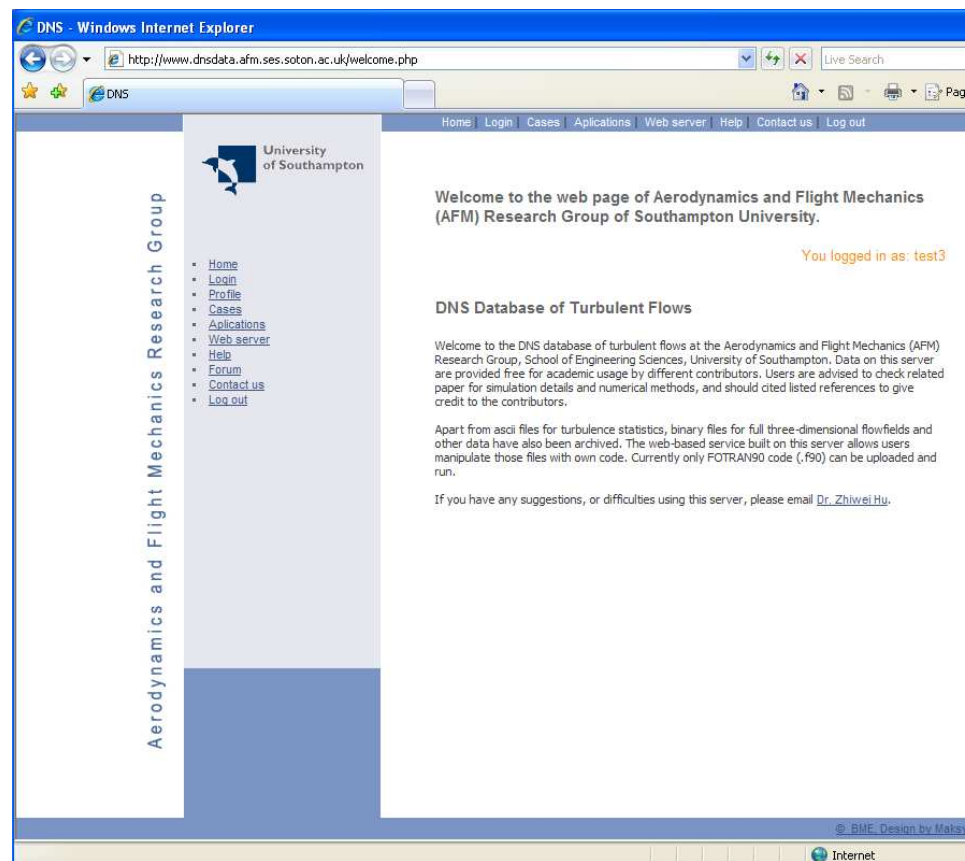 DNS - Windows Internet Explorer
http://www.dnsdata.afm.ses.soton.ac.uk/welcome.php
Live Search
DNS
Pag
Home | Login | Cases | Aplications | Web server | Help | Contact us | Log out
University
of Southampton
Aerodynamics and Flight Mechanics Research Group
Home
Login
Profile
Cases
Aplications
Web server
Help
Forum
Contact us
Log out
Welcome to the web page of Aerodynamics and Flight Mechanics
(AFM) Research Group of Southampton University.
You logged in as: test3
DNS Database of Turbulent Flows
Welcome to the DNS database of turbulent flows at the Aerodynamics and Flight Mechanics (AFM)
Research Group, School of Engineering Sciences, University of Southampton. Data on this server
are provided free for academic usage by different contributors. Users are advised to check related
paper for simulation details and numerical methods, and should cited listed references to give
credit to the contributors.
Apart from ascii files for turbulence statistics, binary files for full three-dimensional flowfields and
other data have also been archived. The web-based service built on this server allows users
manipulate those files with own code. Currently only FOTRAN90 code (.f90) can be uploaded and
run.
If you have any suggestions, or difficulties using this server, please email Dr. Zhiwei Hu.
© BME, Design by Maksy
Internet